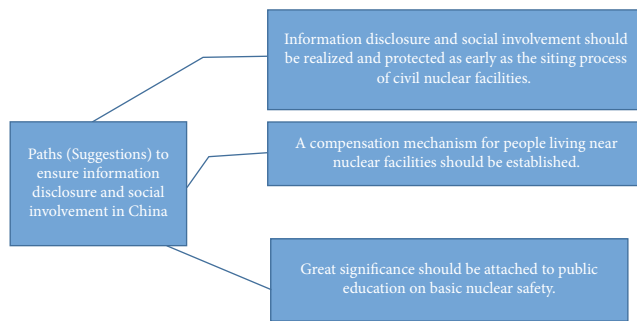 Information disclosure and social involvement should
be realized and protected as early as the siting process
of civil nuclear facilities.
Paths (Suggestions) to
ensure information
disclosure and social
involvement in China
A compensation mechanism for people living near
nuclear facilities should be established.
Great significance should be attached to public
education on basic nuclear safety.